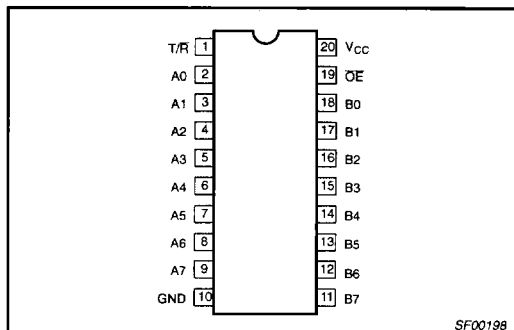 T/R̅ 1 20 VCC
A0 2 19 O̅E̅
A1 3 18 B0
A2 4 17 B1
A3 5 16 B2
A4 6 15 B3
A5 7 14 B4
A6 8 13 B5
A7 9 12 B6
GND 10 11 B7
SF00198